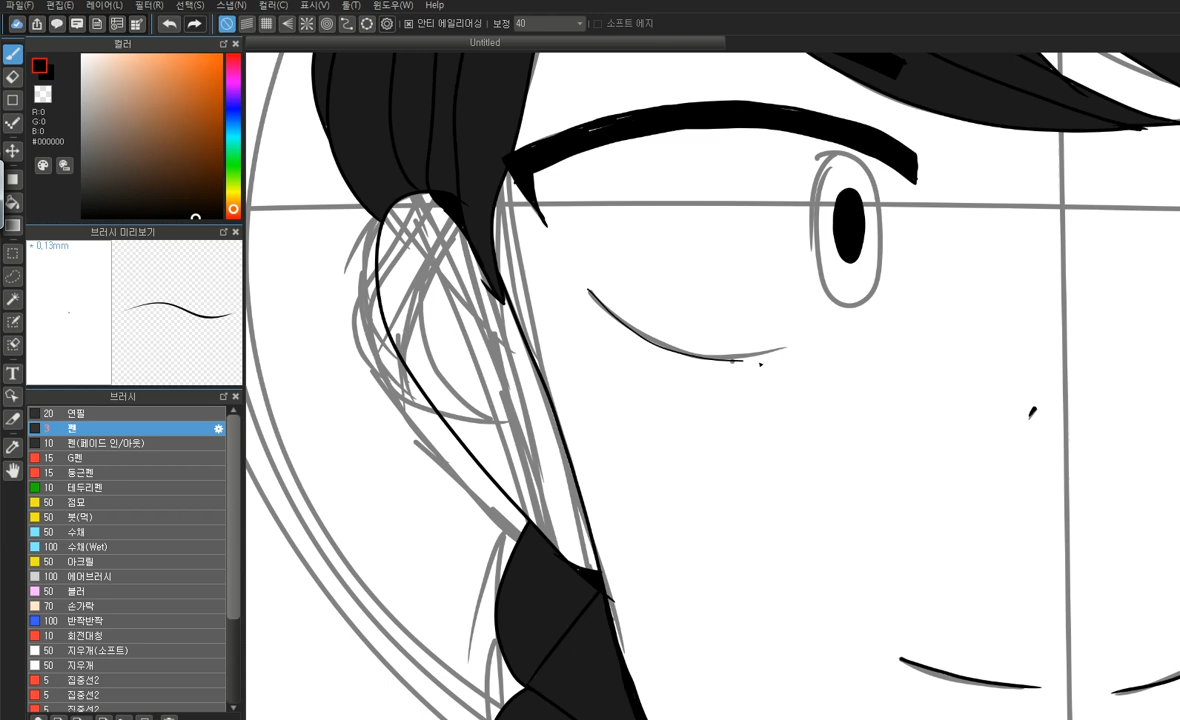 파일(F) 편집(E) 레이어(L) 필터(R) 선택(S) 스냅(N) 컬러(C) 표시(V) 툴(T) 윈도우(W) Help
안티 에일리어싱 보정 40 소프트 에지
컬러
Untitled
R:0
G:0
B:0
#000000
브러시 미리보기
* 0.13mm
브러시
20 연필
3 펜
10 펜(페이드 인/아웃)
15 G펜
15 둥근펜
10 테두리펜
50 점묘
50 붓(먹)
50 수채
100 수채(Wet)
50 아크릴
100 에어브러시
50 블러
70 손가락
100 반짝반짝
10 회전대칭
50 지우개(소프트)
50 지우개
5 집중선2
5 집중선2
5 집중선2